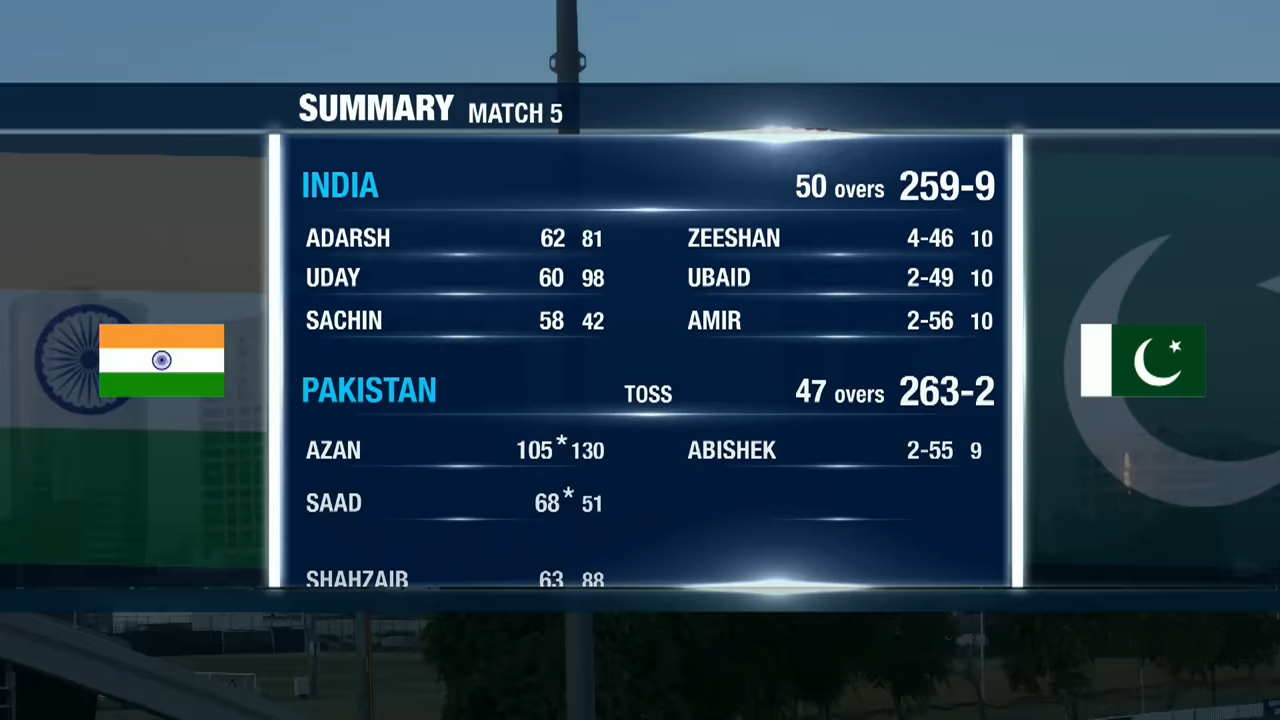 SUMMARY MATCH 5
INDIA 50 overs 259-9
ADARSH 62 81 ZEESHAN 4-46 10
UDAY 60 98 UBAID 2-49 10
SACHIN 58 42 AMIR 2-56 10
PAKISTAN TOSS 47 overs 263-2
AZAN 105* 130 ABISHEK 2-55 9
SAAD 68* 51
SHAHZAIB 63 88